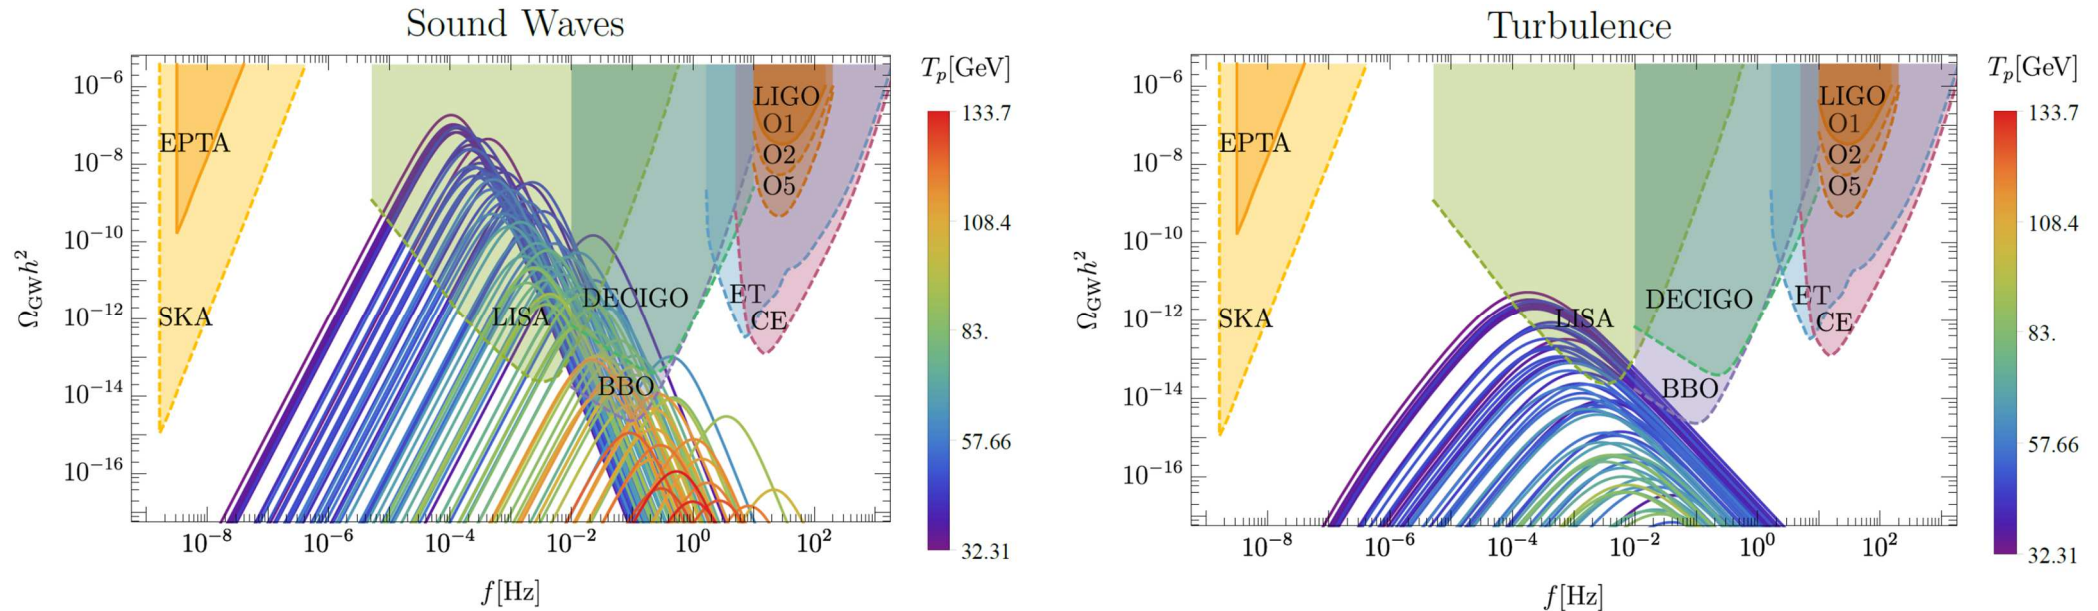 Sound Waves
T_p[GeV]
10^-6
10^-8
10^-10
10^-12
10^-14
10^-16
Ω_GW h^2
EPTA
SKA
LISA
DECIGO
BBO
ET
CE
LIGO
O1
O2
O5
133.7
108.4
83.
57.66
32.31
10^-8
10^-6
10^-4
10^-2
10^0
10^2
f[Hz]
Turbulence
T_p[GeV]
10^-6
10^-8
10^-10
10^-12
10^-14
10^-16
Ω_GW h^2
EPTA
SKA
LISA
DECIGO
BBO
ET
CE
LIGO
O1
O2
O5
133.7
108.4
83.
57.66
32.31
10^-8
10^-6
10^-4
10^-2
10^0
10^2
f[Hz]